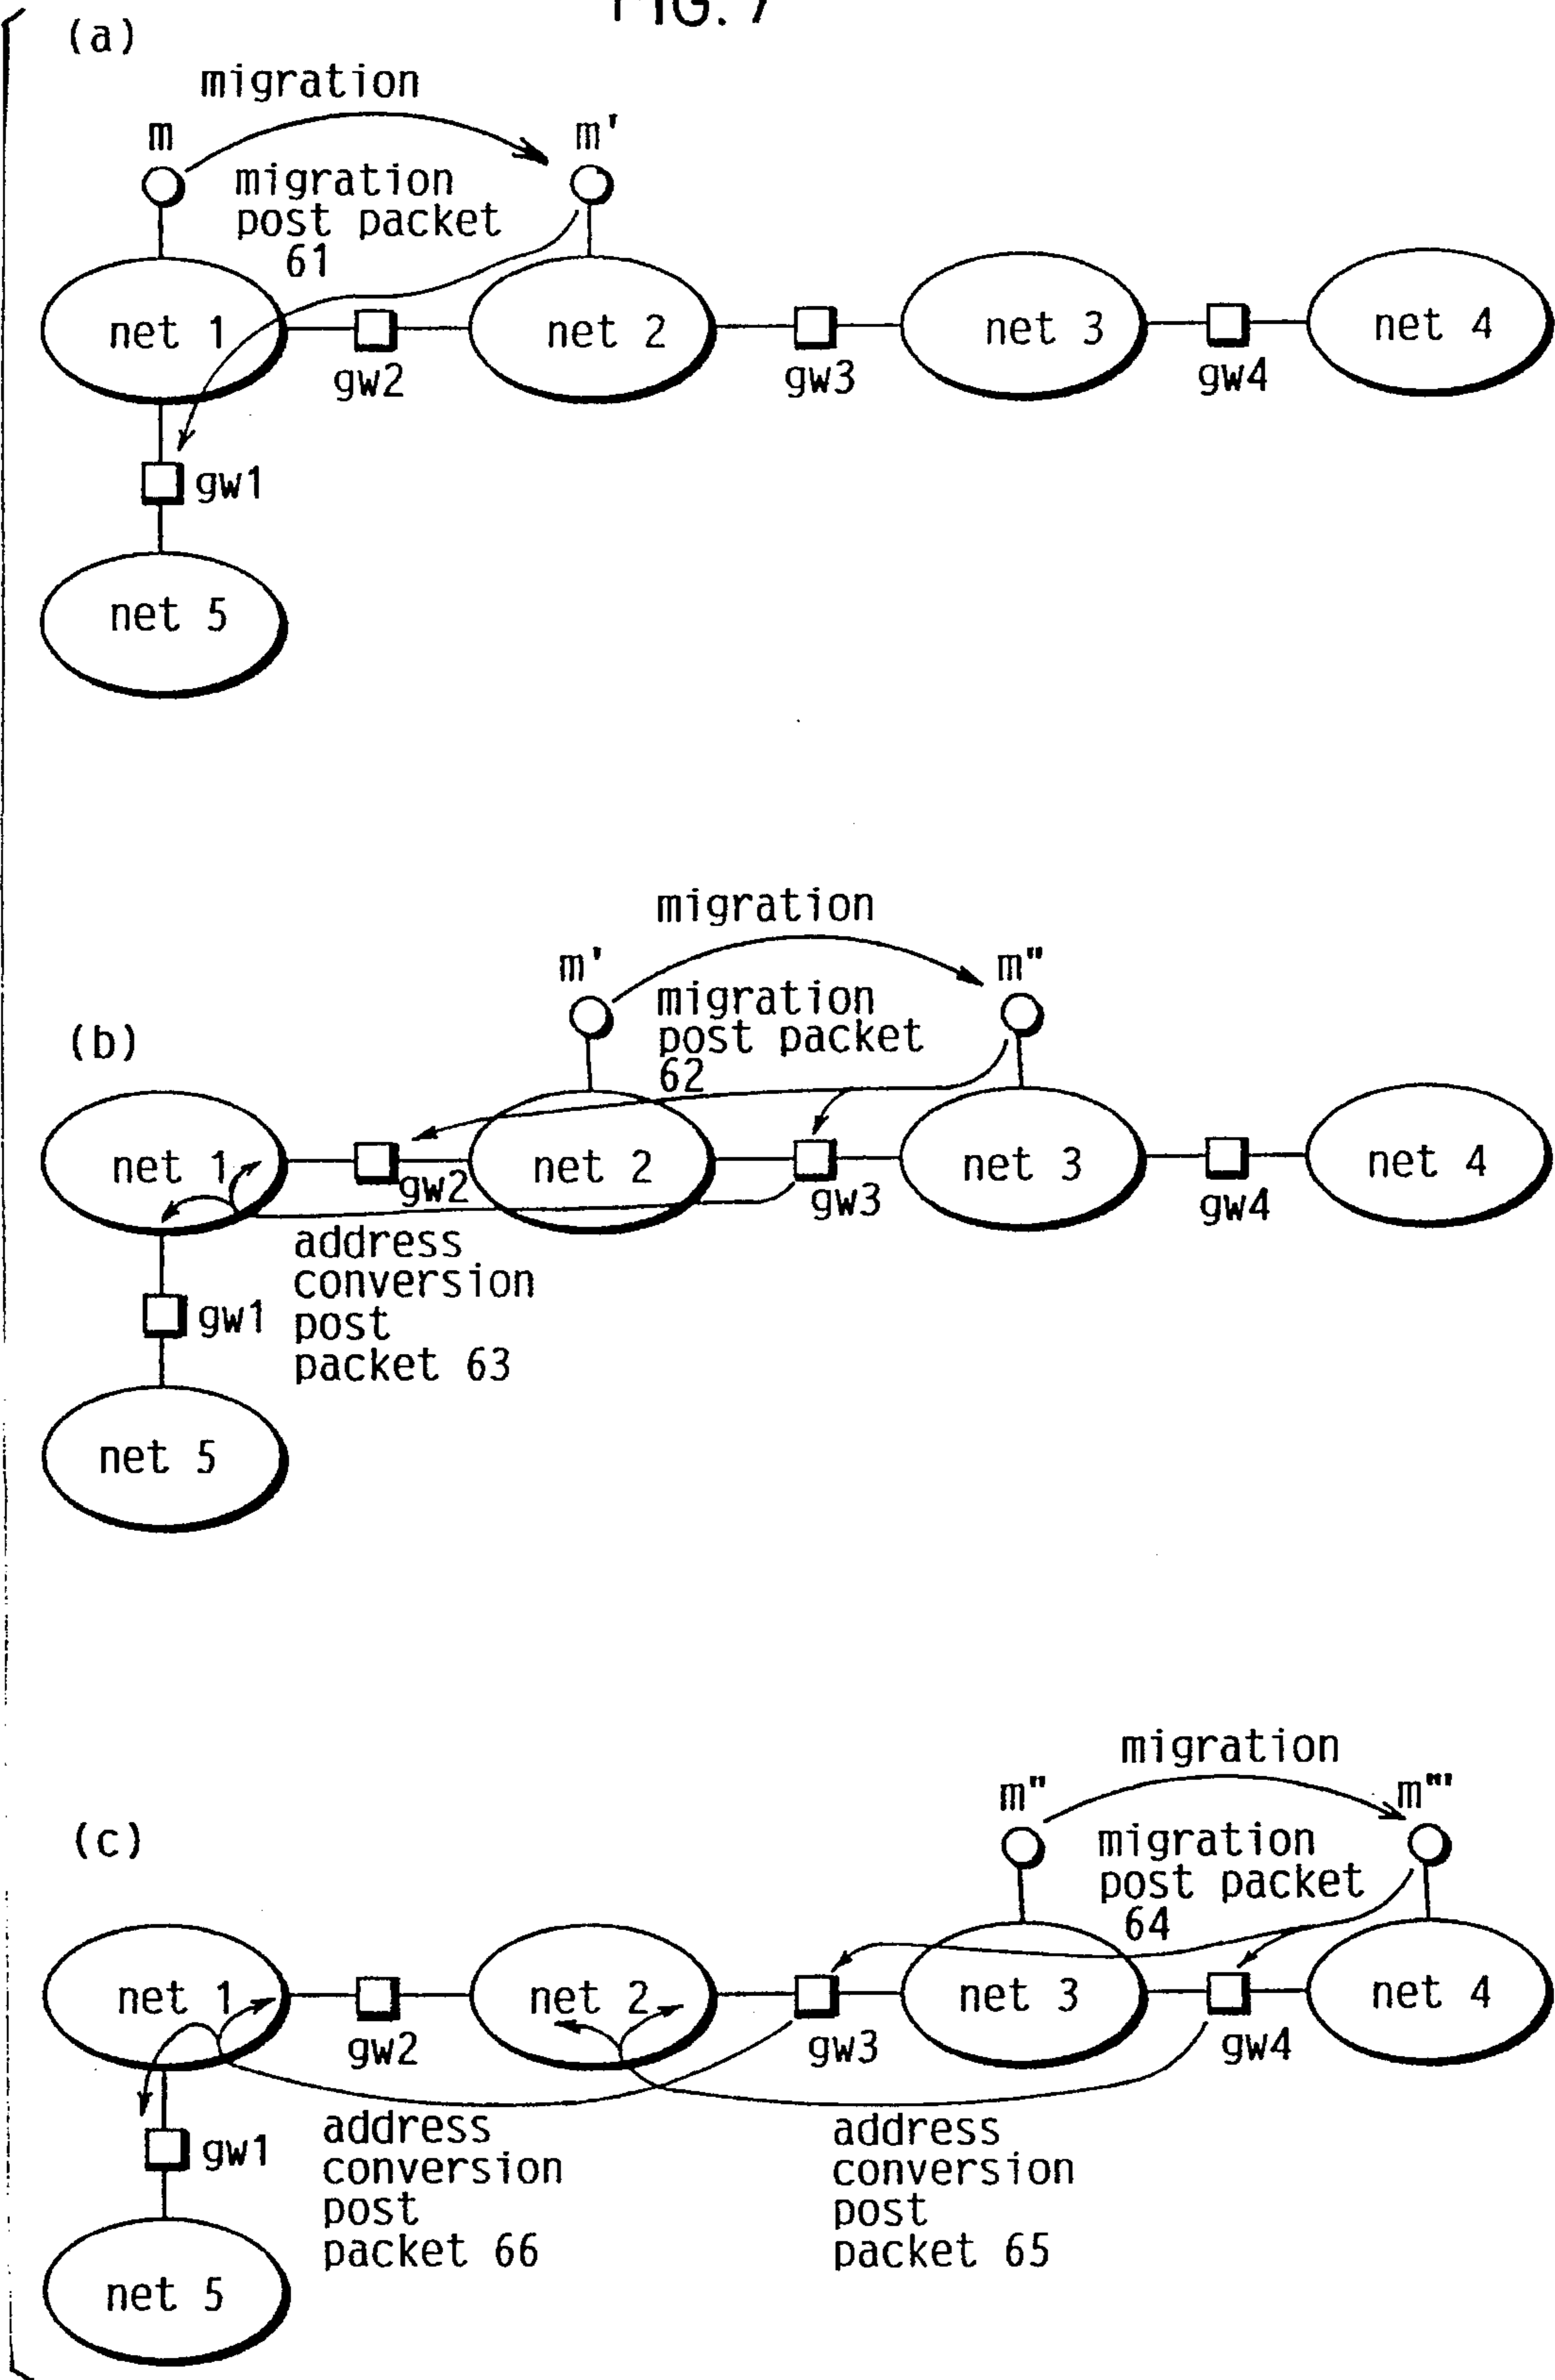 FIG. 7
(a)
migration
m
m'
migration
post packet
61
net 1
gw2
net 2
gw3
net 3
gw4
net 4
gw1
net 5
migration
m'
m"
migration
post packet
62
(b)
net 1
gw2
net 2
gw3
net 3
gw4
net 4
address
conversion
post
packet 63
gw1
net 5
migration
m"
m"'
(c)
migration
post packet
64
net 1
gw2
net 2
gw3
net 3
gw4
net 4
gw1
address
conversion
post
packet 66
address
conversion
post
packet 65
net 5